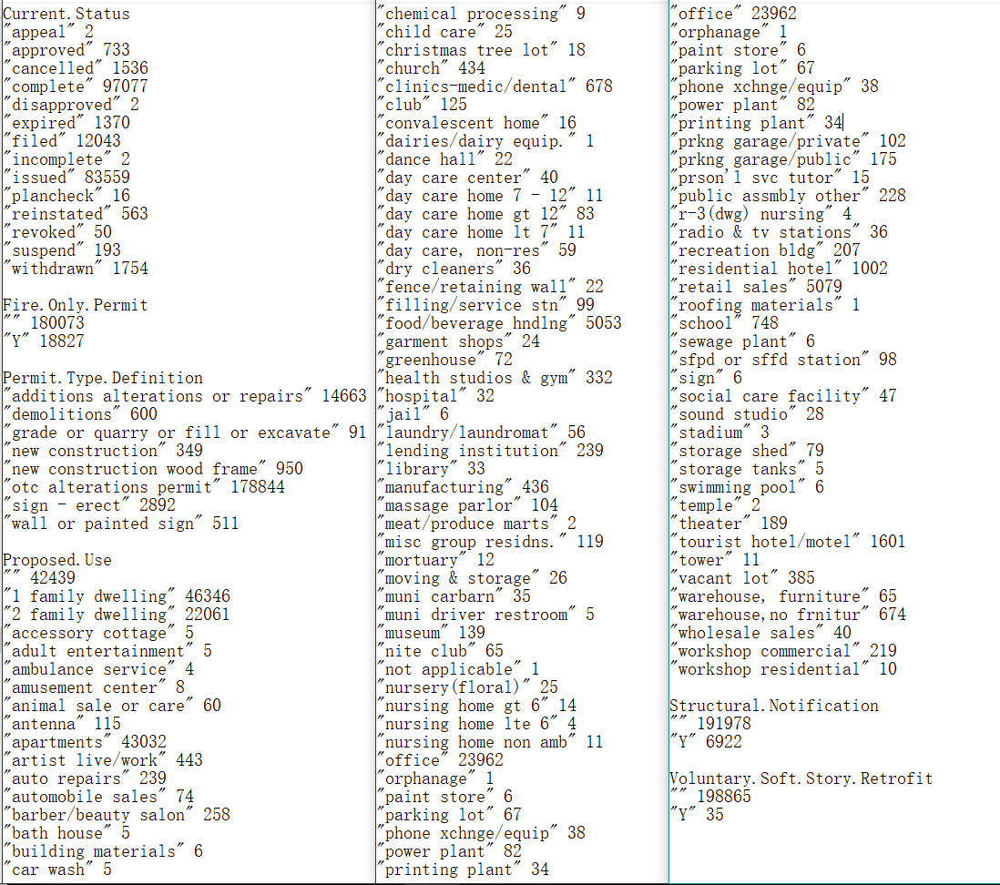 Current.Status
"appeal" 2
"approved" 733
"cancelled" 1536
"complete" 97077
"disapproved" 2
"expired" 1370
"filed" 12043
"incomplete" 2
"issued" 83559
"plancheck" 16
"reinstated" 563
"revoked" 50
"suspend" 193
"withdrawn" 1754

Fire.Only.Permit
"" 180073
"Y" 18827

Permit.Type.Definition
"additions alterations or repairs" 14663
"demolitions" 600
"grade or quarry or fill or excavate" 91
"new construction" 349
"new construction wood frame" 950
"otc alterations permit" 178844
"sign - erect" 2892
"wall or painted sign" 511

Proposed.Use
"" 42439
"1 family dwelling" 46346
"2 family dwelling" 22061
"accessory cottage" 5
"adult entertainment" 5
"ambulance service" 4
"amusement center" 8
"animal sale or care" 60
"antenna" 115
"apartments" 43032
"artist live/work" 443
"auto repairs" 239
"automobile sales" 74
"barber/beauty salon" 258
"bath house" 5
"building materials" 6
"car wash" 5
"chemical processing" 9
"child care" 25
"christmas tree lot" 18
"church" 434
"clinics-medic/dental" 678
"club" 125
"convalescent home" 16
"dairies/dairy equip." 1
"dance hall" 22
"day care center" 40
"day care home 7 - 12" 11
"day care home gt 12" 83
"day care home lt 7" 11
"day care, non-res" 59
"dry cleaners" 36
"fence/retaining wall" 22
"filling/service stn" 99
"food/beverage hndlng" 5053
"garment shops" 24
"greenhouse" 72
"health studios & gym" 332
"hospital" 32
"jail" 6
"laundry/laundromat" 56
"lending institution" 239
"library" 33
"manufacturing" 436
"massage parlor" 104
"meat/produce marts" 2
"misc group residns." 119
"mortuary" 12
"moving & storage" 26
"muni carbarn" 35
"muni driver restroom" 5
"museum" 139
"nite club" 65
"not applicable" 1
"nursery(floral)" 25
"nursing home gt 6" 14
"nursing home lte 6" 4
"nursing home non amb" 11
"office" 23962
"orphanage" 1
"paint store" 6
"parking lot" 67
"phone xchnge/equip" 38
"power plant" 82
"printing plant" 34
"office" 23962
"orphanage" 1
"paint store" 6
"parking lot" 67
"phone xchnge/equip" 38
"power plant" 82
"printing plant" 34
"prkng garage/private" 102
"prkng garage/public" 175
"prson'l svc tutor" 15
"public assmbly other" 228
"r-3(dwg) nursing" 4
"radio & tv stations" 36
"recreation bldg" 207
"residential hotel" 1002
"retail sales" 5079
"roofing materials" 1
"school" 748
"sewage plant" 6
"sfpd or sffd station" 98
"sign" 6
"social care facility" 47
"sound studio" 28
"stadium" 3
"storage shed" 79
"storage tanks" 5
"swimming pool" 6
"temple" 2
"theater" 189
"tourist hotel/motel" 1601
"tower" 11
"vacant lot" 385
"warehouse, furniture" 65
"warehouse,no frnitur" 674
"wholesale sales" 40
"workshop commercial" 219
"workshop residential" 10

Structural.Notification
"" 191978
"Y" 6922

Voluntary.Soft.Story.Retrofit
"" 198865
"Y" 35